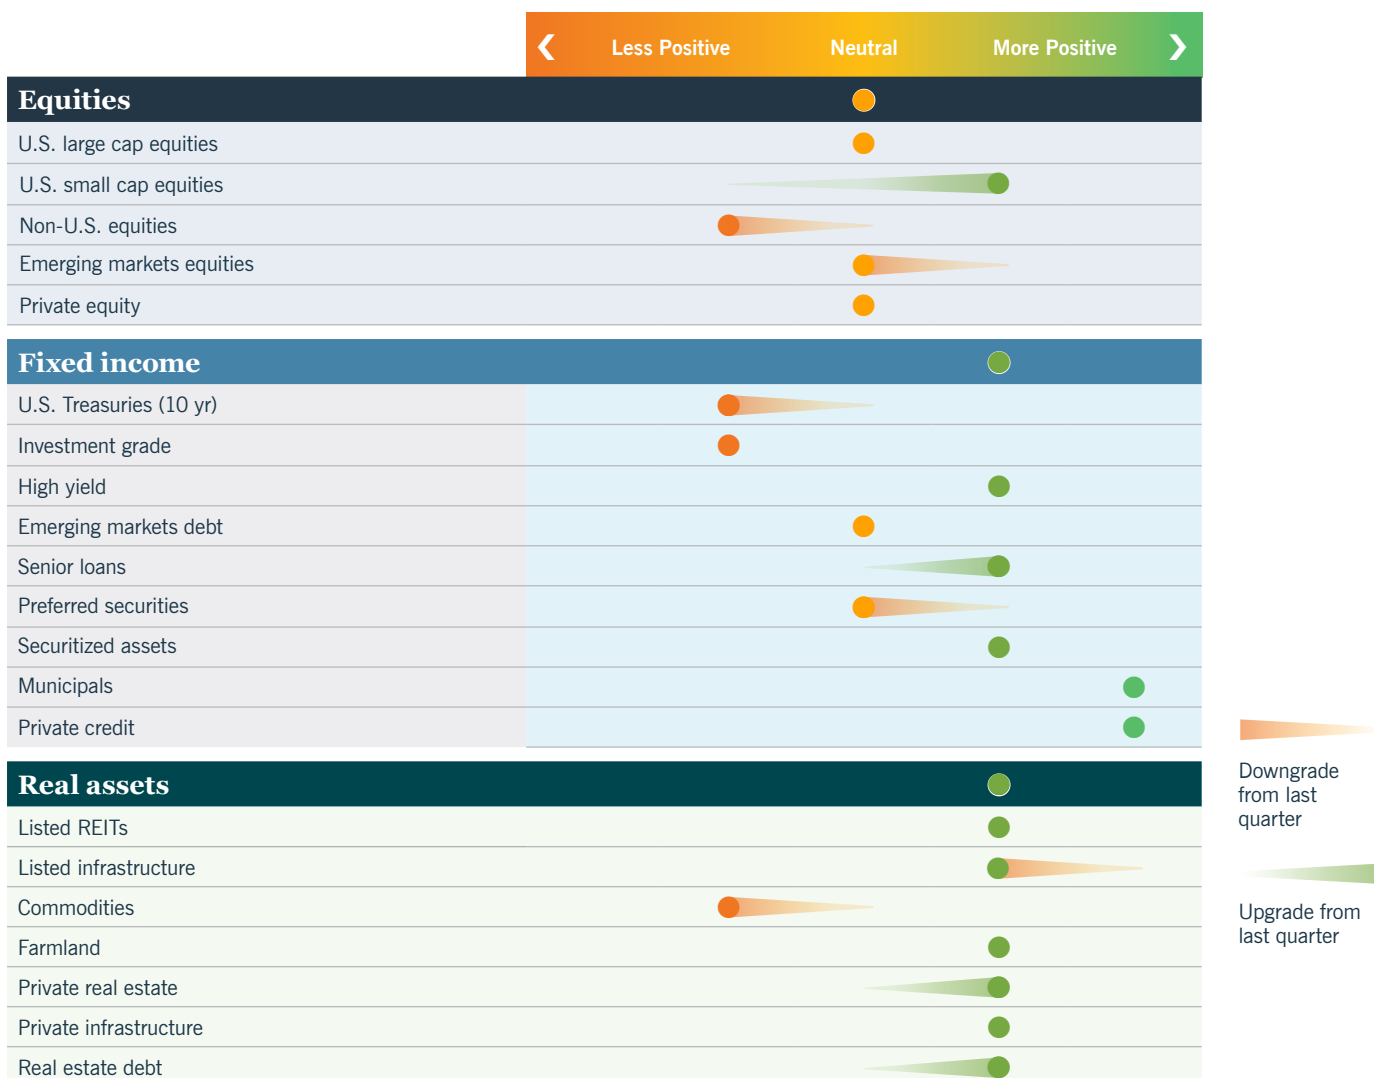 Less Positive Neutral More Positive
Equities
U.S. large cap equities
U.S. small cap equities
Non-U.S. equities
Emerging markets equities
Private equity
Fixed income
U.S. Treasuries (10 yr)
Investment grade
High yield
Emerging markets debt
Senior loans
Preferred securities
Securitized assets
Municipals
Private credit
Real assets
Listed REITs
Listed infrastructure
Commodities
Farmland
Private real estate
Private infrastructure
Real estate debt
Downgrade
from last
quarter
Upgrade from
last quarter